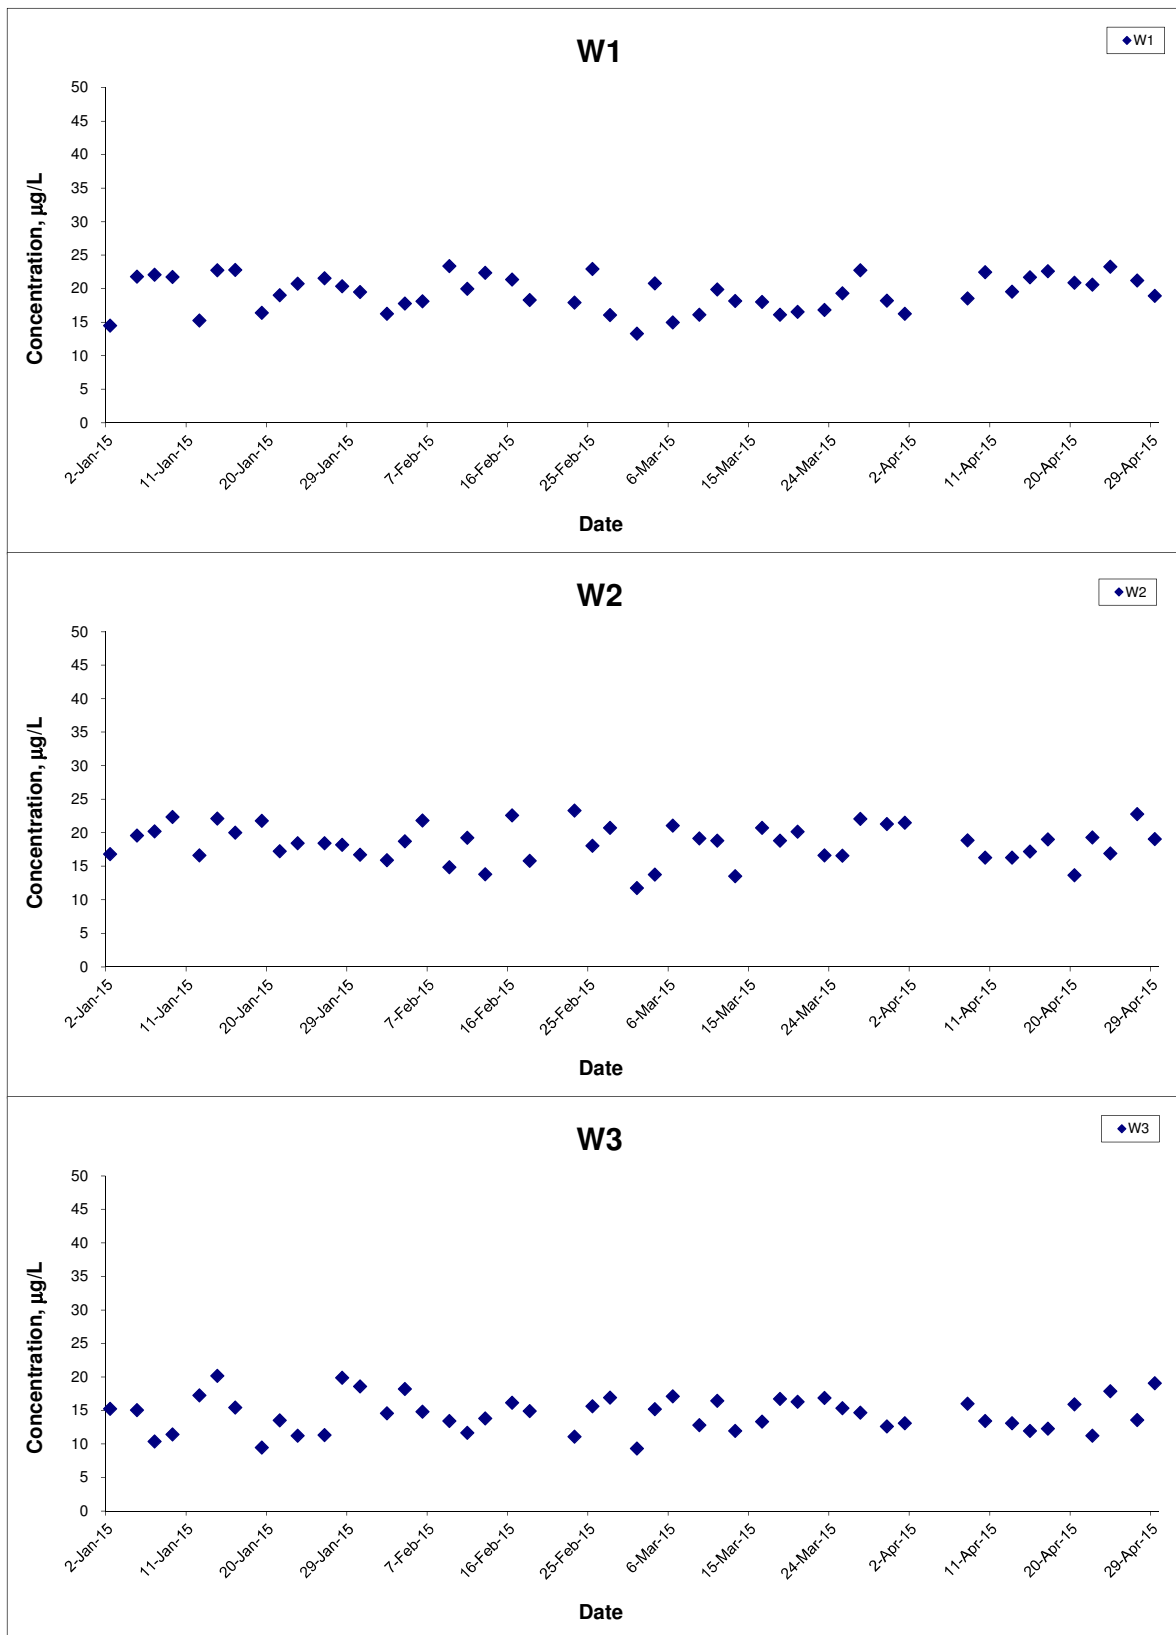 W1
W1
50
45
40
35
30
25
20
15
10
5
0
Concentration, µg/L
2-Jan-15 11-Jan-15 20-Jan-15 29-Jan-15 7-Feb-15 16-Feb-15 25-Feb-15 6-Mar-15 15-Mar-15 24-Mar-15 2-Apr-15 11-Apr-15 20-Apr-15 29-Apr-15
Date
W2
W2
50
45
40
35
30
25
20
15
10
5
0
Concentration, µg/L
2-Jan-15 11-Jan-15 20-Jan-15 29-Jan-15 7-Feb-15 16-Feb-15 25-Feb-15 6-Mar-15 15-Mar-15 24-Mar-15 2-Apr-15 11-Apr-15 20-Apr-15 29-Apr-15
Date
W3
W3
50
45
40
35
30
25
20
15
10
5
0
Concentration, µg/L
2-Jan-15 11-Jan-15 20-Jan-15 29-Jan-15 7-Feb-15 16-Feb-15 25-Feb-15 6-Mar-15 15-Mar-15 24-Mar-15 2-Apr-15 11-Apr-15 20-Apr-15 29-Apr-15
Date